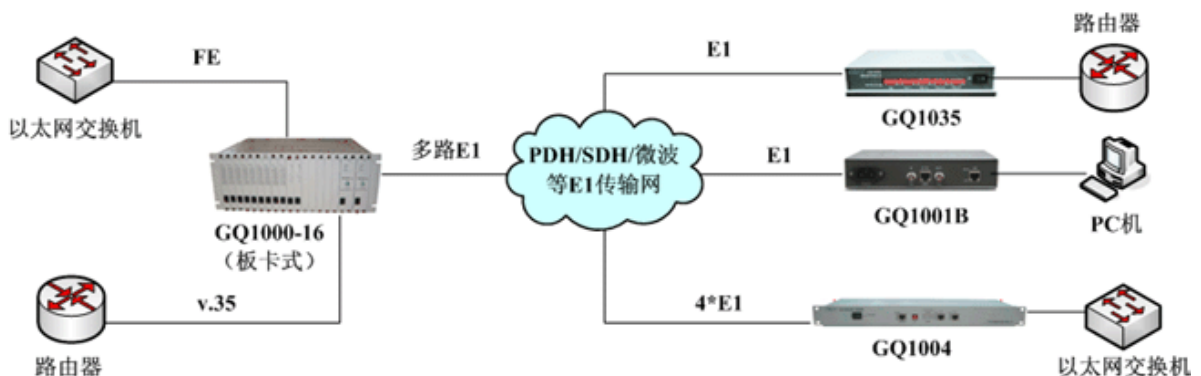 FE
以太网交换机
GQ1000-16
（板卡式）
v.35
路由器
多路E1
PDH/SDH/微波
等E1传输网
E1
GQ1035
路由器
E1
GQ1001B
PC机
4*E1
GQ1004
以太网交换机